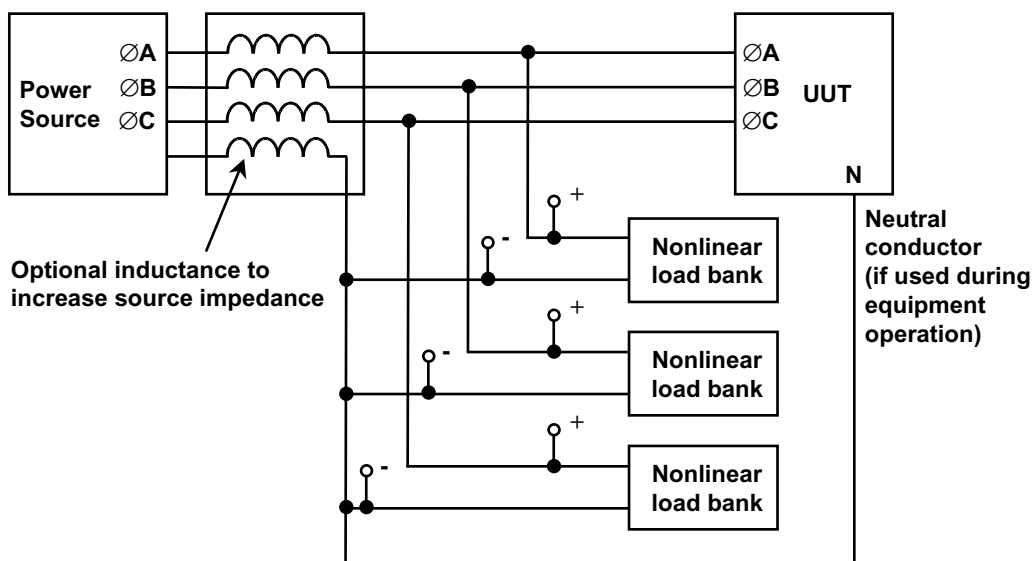 Power
Source
∅A
∅B
∅C
∅A
∅B
∅C
UUT
N
Optional inductance to
increase source impedance
Neutral
conductor
(if used during
equipment
operation)
+
-
Nonlinear
load bank
+
-
Nonlinear
load bank
+
-
Nonlinear
load bank